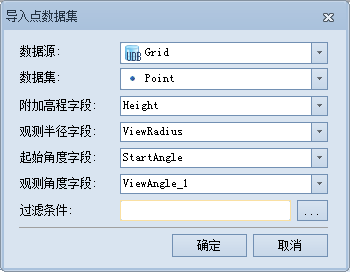 导入点数据集
数据源: UDB Grid
数据集: Point
附加高程字段: Height
观测半径字段: ViewRadius
起始角度字段: StartAngle
观测角度字段: ViewAngle_1
过滤条件: ...
确定 取消